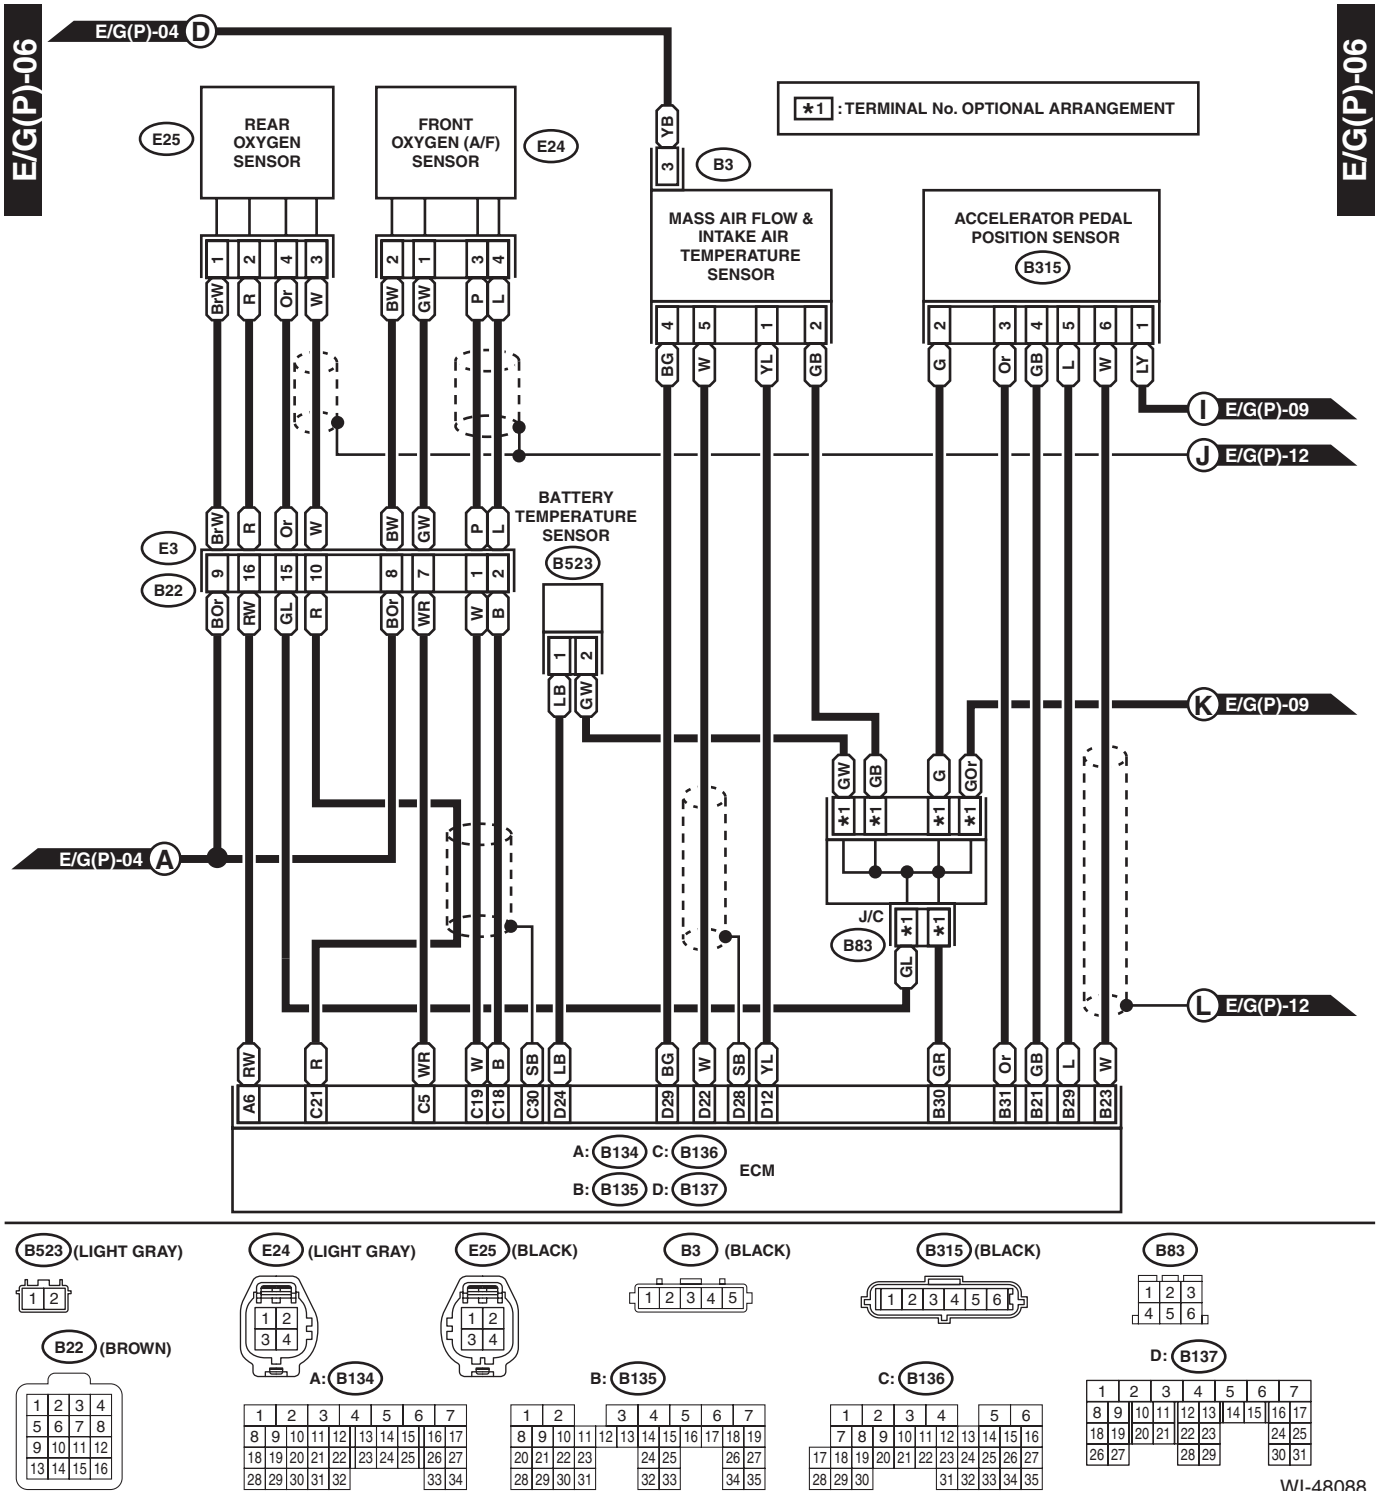 E/G(P)-06
E/G(P)-04 D
E/G(P)-06
*1 : TERMINAL No. OPTIONAL ARRANGEMENT
E25
REAR
OXYGEN
SENSOR
FRONT
OXYGEN (A/F)
SENSOR
E24
YB
3
B3
MASS AIR FLOW &
INTAKE AIR
TEMPERATURE
SENSOR
ACCELERATOR PEDAL
POSITION SENSOR
B315
1 2 4 3 2 1 3 4
BrW R Or W BW GW P L
4 5 1 2 2 3 4 5 6 1
BG W YL GB G Or GB L W LY
I E/G(P)-09
J E/G(P)-12
BATTERY
TEMPERATURE
SENSOR
B523
BrW R Or W BW GW P L
E3
9 16 15 10 8 7 1 2
B22
BOr RW GL R BOr WR W B
1 2
LB GW
K E/G(P)-09
GW GB G GOr
*1 *1 *1 *1
E/G(P)-04 A
J/C
B83
*1 *1
GL
L E/G(P)-12
RW R WR W B SB LB BG W SB YL GR Or GB L W
A6 C21 C5 C19 C18 C30 D24 D29 D22 D28 D12 B30 B31 B21 B29 B23
A: B134 C: B136
ECM
B: B135 D: B137
B523 (LIGHT GRAY)
1 2
E24 (LIGHT GRAY)
1 2
3 4
E25 (BLACK)
1 2
3 4
B3 (BLACK)
1 2 3 4 5
B315 (BLACK)
1 2 3 4 5 6
B83
1 2 3
4 5 6
B22 (BROWN)
1 2 3 4
5 6 7 8
9 10 11 12
13 14 15 16
A: B134
1 2 3 4 5 6 7
8 9 10 11 12 13 14 15 16 17
18 19 20 21 22 23 24 25 26 27
28 29 30 31 32 33 34
B: B135
1 2 3 4 5 6 7
8 9 10 11 12 13 14 15 16 17 18 19
20 21 22 23 24 25 26 27
28 29 30 31 32 33 34 35
C: B136
1 2 3 4 5 6
7 8 9 10 11 12 13 14 15 16
17 18 19 20 21 22 23 24 25 26 27
28 29 30 31 32 33 34 35
D: B137
1 2 3 4 5 6 7
8 9 10 11 12 13 14 15 16 17
18 19 20 21 22 23 24 25
26 27 28 29 30 31
WI-48088